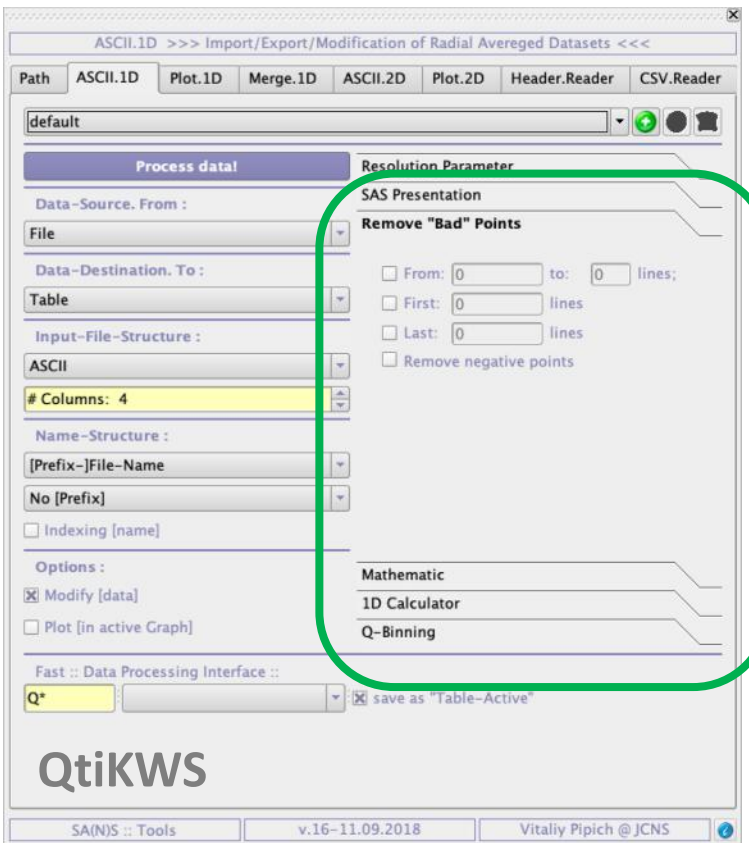 ASCII.1D >>> Import/Export/Modification of Radial Avereged Datasets <<<
Path ASCII.1D Plot.1D Merge.1D ASCII.2D Plot.2D Header.Reader CSV.Reader
default
Process data!
Data-Source. From :
File
Data-Destination. To :
Table
Input-File-Structure :
ASCII
# Columns: 4
Name-Structure :
[Prefix-]File-Name
No [Prefix]
Indexing [name]
Options :
Modify [data]
Plot [in active Graph]
Resolution Parameter
SAS Presentation
Remove "Bad" Points
From: 0 to: 0 lines;
First: 0 lines
Last: 0 lines
Remove negative points
Mathematic
1D Calculator
Q-Binning
Fast :: Data Processing Interface ::
Q* save as "Table-Active"
QtiKWS
SA(N)S :: Tools v.16-11.09.2018 Vitaliy Pipich @ JCNS